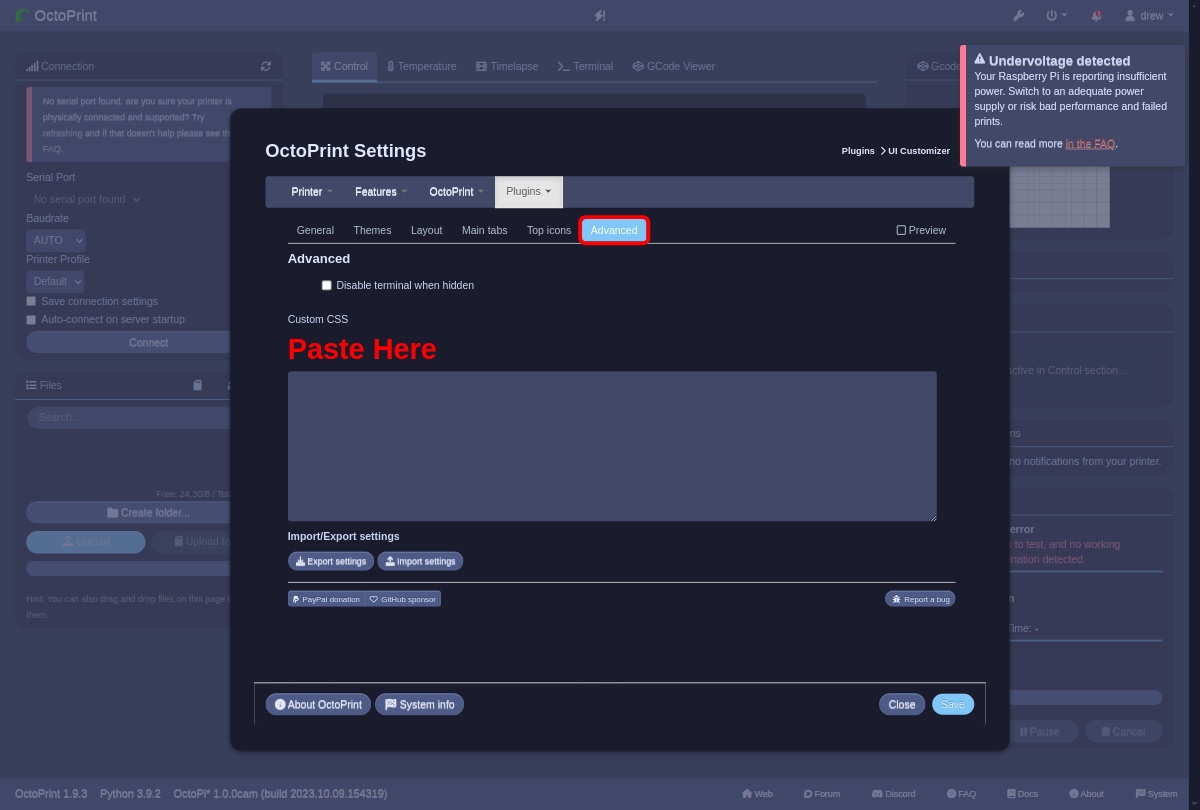 OctoPrint
drew
Connection
No serial port found, are you sure your printer is
physically connected and supported? Try
refreshing and if that doesn't help please see the
FAQ.
Serial Port
No serial port found
Baudrate
AUTO
Printer Profile
Default
Save connection settings
Auto-connect on server startup
Connect
Files
Search...
Free: 24.3GB /
Create folder...
Upload
Upload to
Hint: You can also drag and drop files on this page
them.
Control
Temperature
Timelapse
Terminal
GCode Viewer
Gcode
Undervoltage detected
Your Raspberry Pi is reporting insufficient
power. Switch to an adequate power
supply or risk bad performance and failed
prints.
You can read more in the FAQ.
OctoPrint Settings
Plugins > UI Customizer
Printer
Features
OctoPrint
Plugins
General
Themes
Layout
Main tabs
Top icons
Advanced
Preview
Advanced
Disable terminal when hidden
Custom CSS
Paste Here
Import/Export settings
Export settings
Import settings
PayPal donation
GitHub sponsor
Report a bug
About OctoPrint
System info
Close
Save
active in Control section...
ns
no notifications from your printer.
error
s to test, and no working
ination detected.
n
Time: -
Pause
Cancel
OctoPrint 1.9.3
Python 3.9.2
OctoPi* 1.0.0cam (build 2023.10.09.154319)
Web
Forum
Discord
FAQ
Docs
About
System